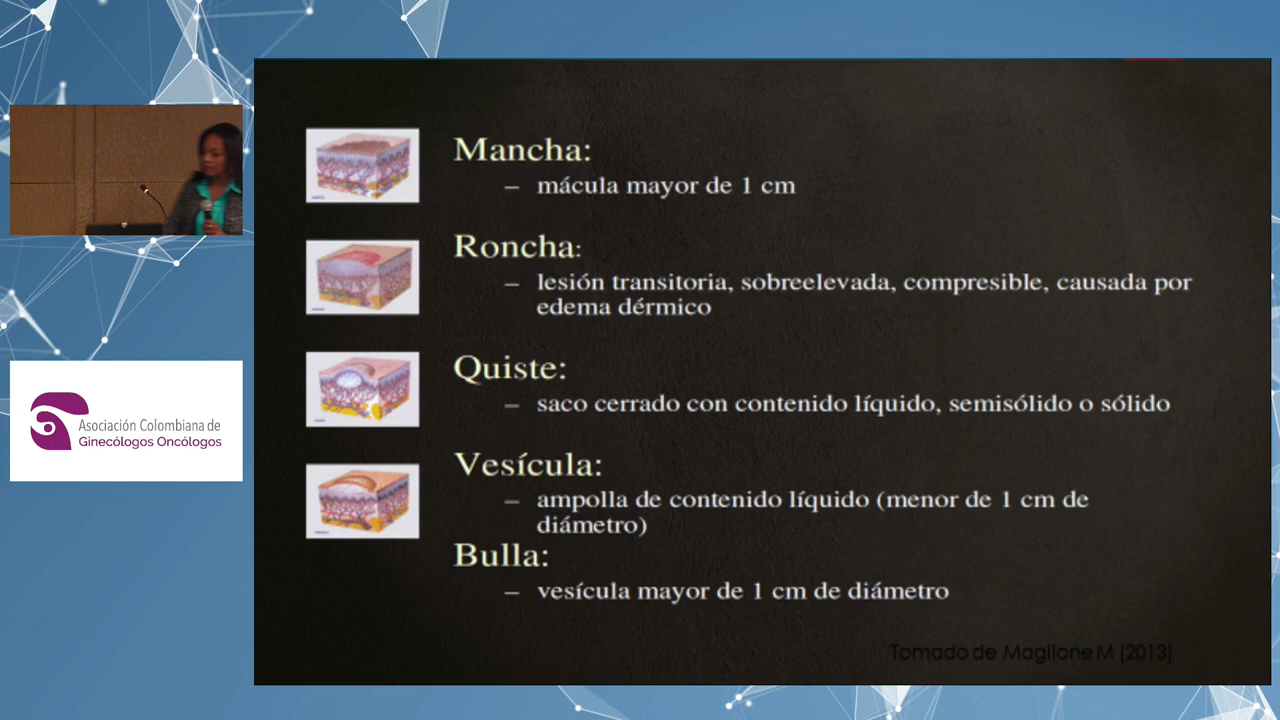 Mancha:
– mácula mayor de 1 cm
Roncha:
– lesión transitoria, sobreelevada, compresible, causada por
edema dérmico
Quiste:
– saco cerrado con contenido líquido, semisólido o sólido
Vesícula:
– ampolla de contenido líquido (menor de 1 cm de
diámetro)
Bulla:
– vesícula mayor de 1 cm de diámetro
Tomado de Maglione M (2013)
Asociación Colombiana de
Ginecólogos Oncólogos